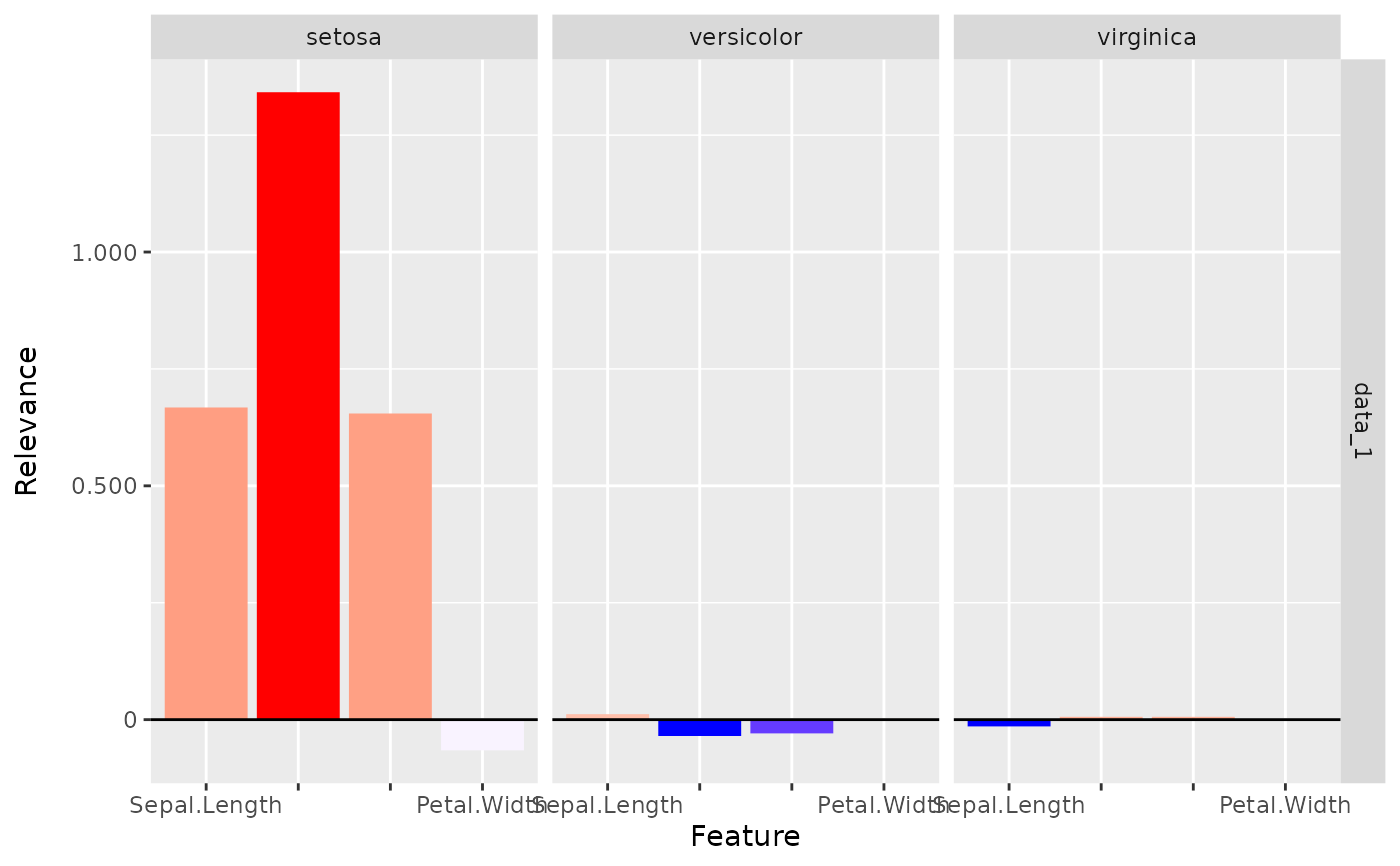 setosa
versicolor
virginica
data_1
Relevance
1.000
0.500
0
Sepal.Length
Petal.Width
Sepal.Length
Petal.Width
Sepal.Length
Petal.Width
Feature